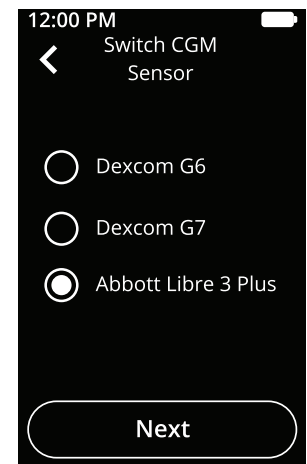 12:00 PM
Switch CGM
Sensor
Dexcom G6
Dexcom G7
Abbott Libre 3 Plus
Next